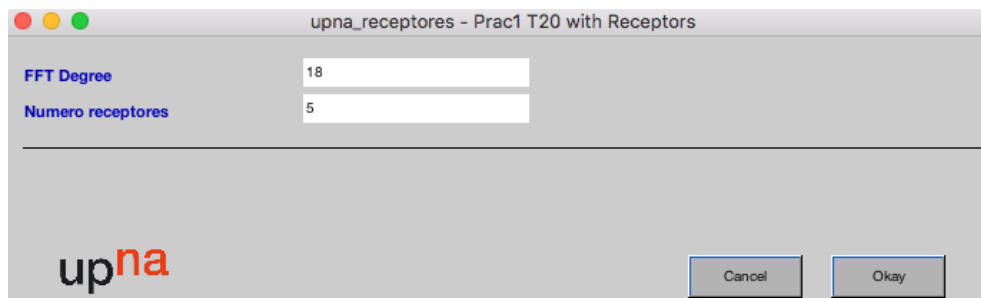 upna_receptores - Prac1 T20 with Receptors
FFT Degree 18
Numero receptores 5
upna
Cancel Okay